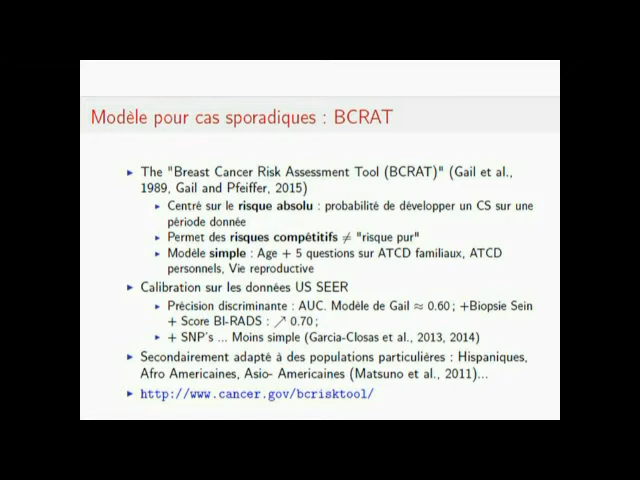 Modèle pour cas sporadiques : BCRAT
▸ The "Breast Cancer Risk Assessment Tool (BCRAT)" (Gail et al.,
1989, Gail and Pfeiffer, 2015)
▸ Centré sur le risque absolu : probabilité de développer un CS sur une
période donnée
▸ Permet des risques compétitifs ≠ "risque pur"
▸ Modèle simple : Age + 5 questions sur ATCD familiaux, ATCD
personnels, Vie reproductive
▸ Calibration sur les données US SEER
▸ Précision discriminante : AUC. Modèle de Gail ≈ 0.60 ; +Biopsie Sein
+ Score BI-RADS : ↗ 0.70 ;
▸ + SNP's ... Moins simple (Garcia-Closas et al., 2013, 2014)
▸ Secondairement adapté à des populations particulières : Hispaniques,
Afro Americaines, Asio- Americaines (Matsuno et al., 2011)...
▸ http://www.cancer.gov/bcrisktool/